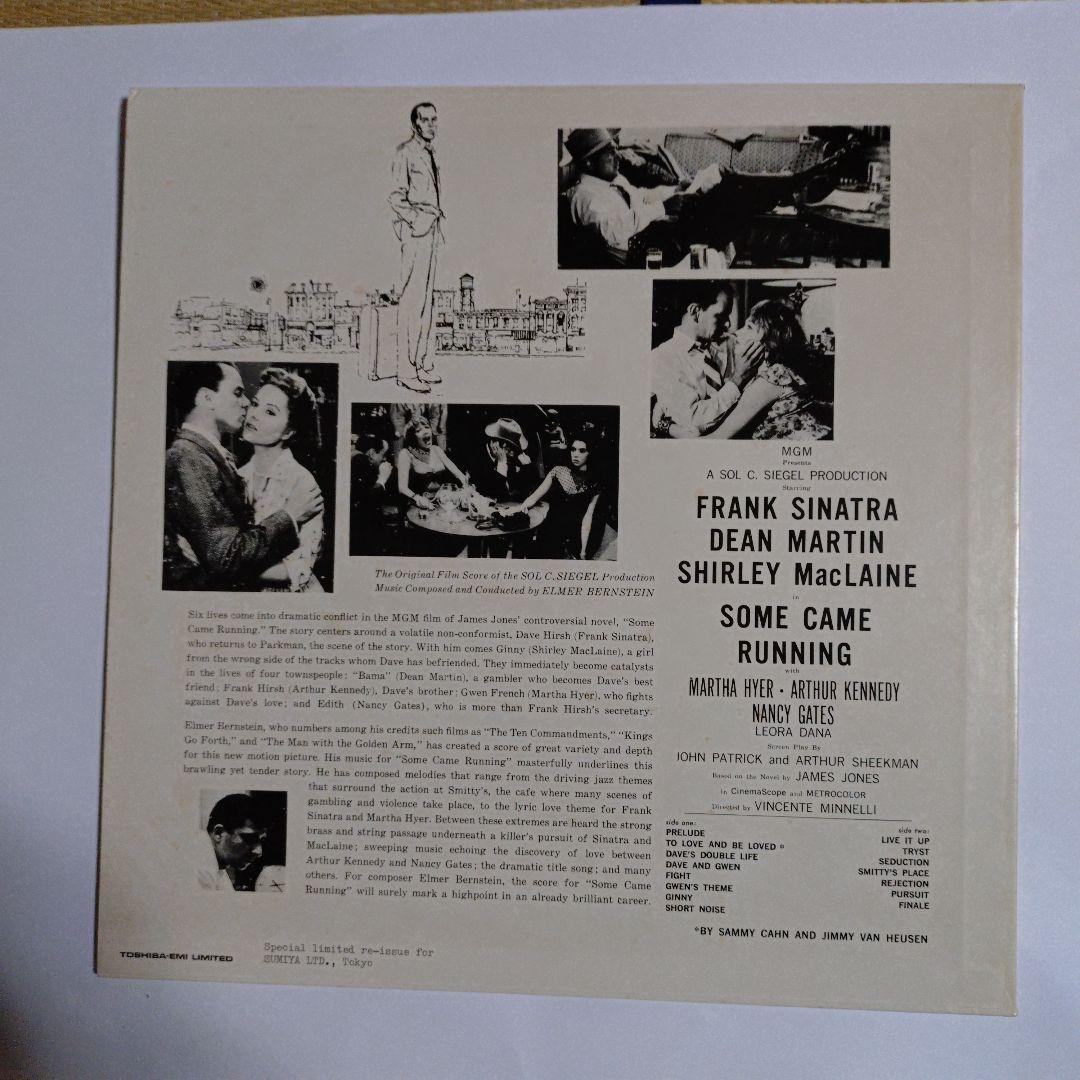 MGM
Presents
A SOL C. SIEGEL PRODUCTION
Starring
FRANK SINATRA
DEAN MARTIN
SHIRLEY MacLAINE
in
SOME CAME
RUNNING
with
MARTHA HYER • ARTHUR KENNEDY
NANCY GATES
LEORA DANA
Screen Play By
JOHN PATRICK and ARTHUR SHEEKMAN
Based on the Novel by JAMES JONES
in CinemaScope and METROCOLOR
Directed by VINCENTE MINNELLI
The Original Film Score of the SOL C. SIEGEL Production
Music Composed and Conducted by ELMER BERNSTEIN
Six lives come into dramatic conflict in the MGM film of James Jones' controversial novel, "Some
Came Running." The story centers around a volatile non-conformist, Dave Hirsh (Frank Sinatra),
who returns to Parkman, the scene of the story. With him comes Ginny (Shirley MacLaine), a girl
from the wrong side of the tracks whom Dave has befriended. They immediately become catalysts
in the lives of four townspeople: "Bama" (Dean Martin), a gambler who becomes Dave's best
friend; Frank Hirsh (Arthur Kennedy), Dave's brother; Gwen French (Martha Hyer), who fights
against Dave's love; and Edith (Nancy Gates), who is more than Frank Hirsh's secretary.
Elmer Bernstein, who numbers among his credits such films as "The Ten Commandments," "Kings
Go Forth," and "The Man with the Golden Arm," has created a score of great variety and depth
for this new motion picture. His music for "Some Came Running" masterfully underlines this
brawling yet tender story. He has composed melodies that range from the driving jazz themes
that surround the action at Smitty's, the cafe where many scenes of
gambling and violence take place, to the lyric love theme for Frank
Sinatra and Martha Hyer. Between these extremes are heard the strong
brass and string passage underneath a killer's pursuit of Sinatra and
MacLaine; sweeping music echoing the discovery of love between
Arthur Kennedy and Nancy Gates; the dramatic title song; and many
others. For composer Elmer Bernstein, the score for "Some Came
Running" will surely mark a highpoint in an already brilliant career.
side one:
PRELUDE
TO LOVE AND BE LOVED *
DAVE'S DOUBLE LIFE
DAVE AND GWEN
FIGHT
GWEN'S THEME
GINNY
SHORT NOISE
side two:
LIVE IT UP
TRYST
SEDUCTION
SMITTY'S PLACE
REJECTION
PURSUIT
FINALE
*BY SAMMY CAHN AND JIMMY VAN HEUSEN
TOSHIBA-EMI LIMITED
Special limited re-issue for
SUMIYA LTD., Tokyo